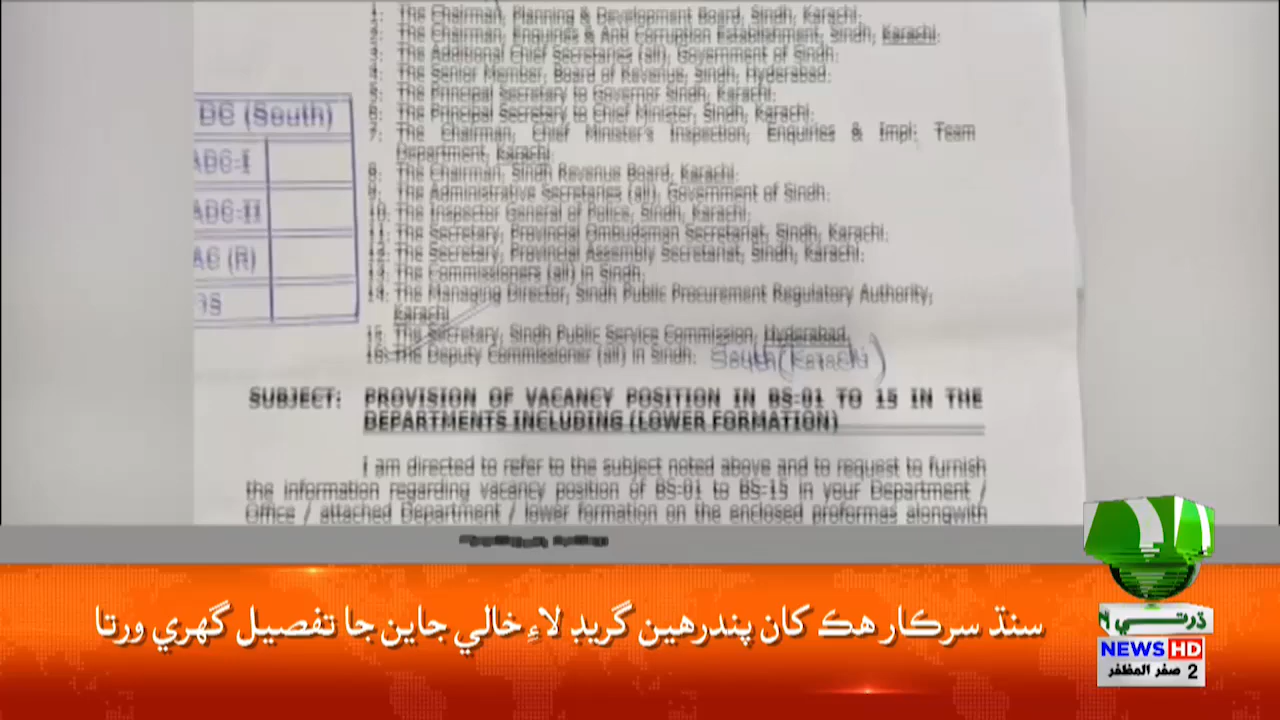 1. The Chairman, Planning & Development Board, Sindh, Karachi.
2. The Chairman, Enquiries & Anti Corruption Establishment, Sindh, Karachi.
3. The Additional Chief Secretaries (all), Government of Sindh.
4. The Senior Member, Board of Revenue, Sindh, Hyderabad.
5. The Principal Secretary to Governor Sindh, Karachi.
6. The Principal Secretary to Chief Minister, Sindh, Karachi.
7. The Chairman, Chief Minister's Inspection, Enquiries & Impl; Team
Department, Karachi.
8. The Chairman, Sindh Revenue Board, Karachi.
9. The Administrative Secretaries (all), Government of Sindh.
10. The Inspector General of Police, Sindh, Karachi.
11. The Secretary, Provincial Ombudsman Secretariat, Sindh, Karachi.
12. The Secretary, Provincial Assembly Secretariat, Sindh, Karachi.
13. The Commissioners (all) in Sindh.
14. The Managing Director, Sindh Public Procurement Regulatory Authority,
Karachi
15. The Secretary, Sindh Public Service Commission, Hyderabad.
16. The Deputy Commissioner (all) in Sindh. South (Karachi)
DC (South)
ADC-I
ADC-II
AC (R)
SUBJECT: PROVISION OF VACANCY POSITION IN BS-01 TO 15 IN THE
DEPARTMENTS INCLUDING (LOWER FORMATION)
I am directed to refer to the subject noted above and to request to furnish
the information regarding vacancy position of BS-01 to BS-15 in your Department /
Office / attached Department / lower formation on the enclosed proformas alongwith
سنڌ سرڪار هڪ کان پندرهين گريڊ لاءِ خالي جاين جا تفصيل گهري ورتا
ڌرتي
NEWS HD
2 صفر المظفر